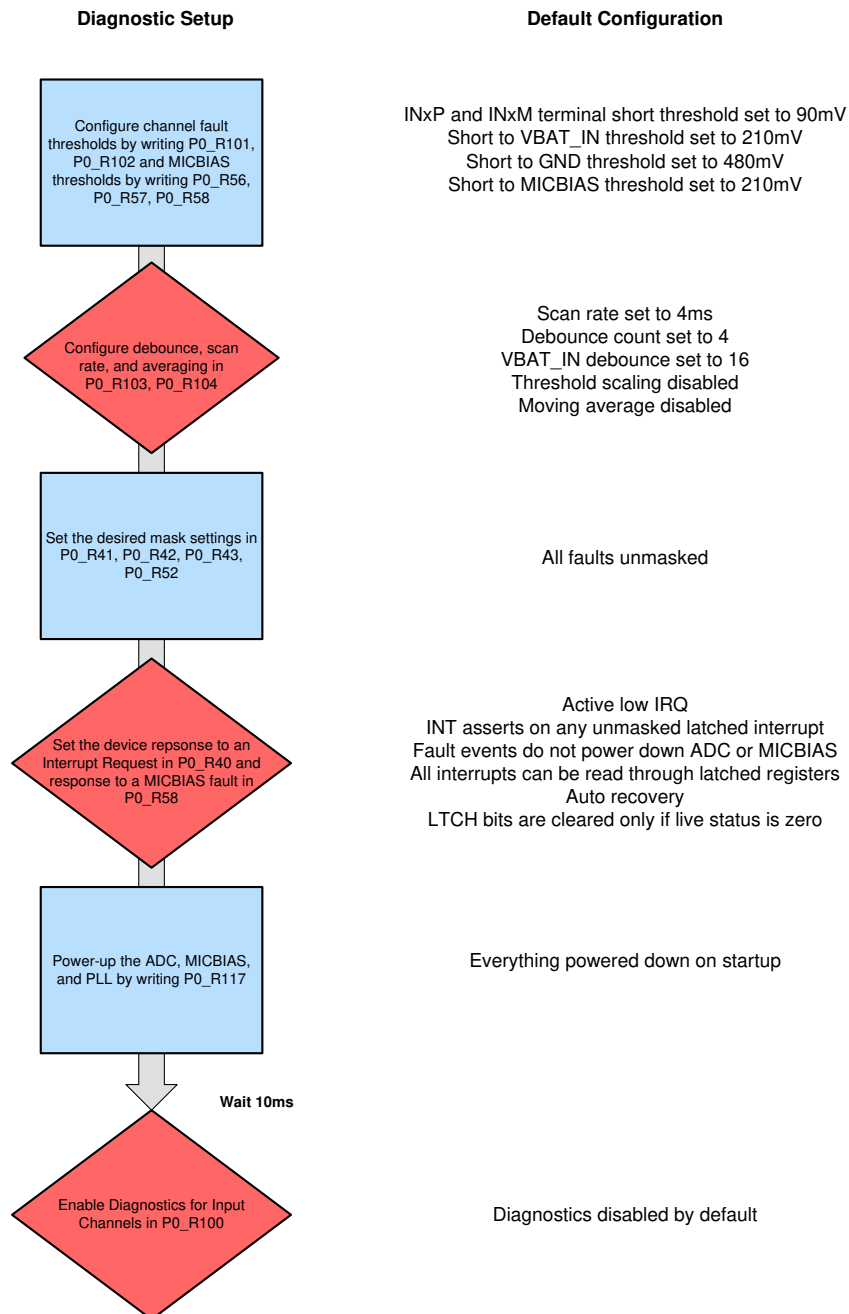 Diagnostic Setup
Default Configuration
Configure channel fault
thresholds by writing P0_R101,
P0_R102 and MICBIAS
thresholds by writing P0_R56,
P0_R57, P0_R58
INxP and INxM terminal short threshold set to 90mV
Short to VBAT_IN threshold set to 210mV
Short to GND threshold set to 480mV
Short to MICBIAS threshold set to 210mV
Configure debounce, scan
rate, and averaging in
P0_R103, P0_R104
Scan rate set to 4ms
Debounce count set to 4
VBAT_IN debounce set to 16
Threshold scaling disabled
Moving average disabled
Set the desired mask settings in
P0_R41, P0_R42, P0_R43,
P0_R52
All faults unmasked
Set the device repsonse to an
Interrupt Request in P0_R40 and
response to a MICBIAS fault in
P0_R58
Active low IRQ
INT asserts on any unmasked latched interrupt
Fault events do not power down ADC or MICBIAS
All interrupts can be read through latched registers
Auto recovery
LTCH bits are cleared only if live status is zero
Power-up the ADC, MICBIAS,
and PLL by writing P0_R117
Everything powered down on startup
Wait 10ms
Enable Diagnostics for Input
Channels in P0_R100
Diagnostics disabled by default